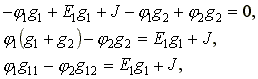 -φ₁g₁ + E₁g₁ + J - φ₁g₂ + φ₂g₂ = 0,
φ₁(g₁ + g₂) - φ₂g₂ = E₁g₁ + J,
φ₁g₁₁ - φ₂g₁₂ = E₁g₁ + J,